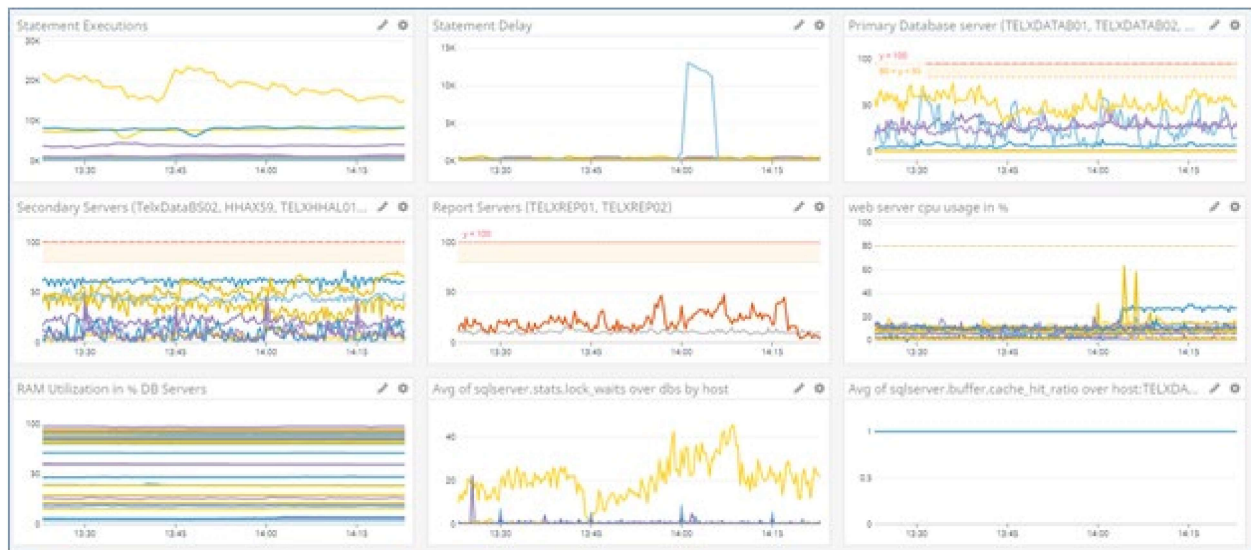 Statement Executions
30K
20K
10K
0K
13:30 13:45 14:00 14:15
Statement Delay
15K
10K
5K
0K
13:30 13:45 14:00 14:15
Primary Database server (TELXDATAB01, TELXDATAB02, ...
y = 100
100
50
0
13:30 13:45 14:00 14:15
Secondary Servers (TelxDataBS02, HHAXS9, TELXHHAL01...
100
50
0
13:30 13:45 14:00 14:15
Report Servers (TELXREP01, TELXREP02)
y = 100
100
50
0
13:30 13:45 14:00 14:15
web server cpu usage in %
100
80
60
40
20
0
13:30 13:45 14:00 14:15
RAM Utilization in % DB Servers
100
50
0
13:30 13:45 14:00 14:15
Avg of sqlserver.stats.lock_waits over dbs by host
40
20
0
13:30 13:45 14:00 14:15
Avg of sqlserver.buffer.cache_hit_ratio over host:TELXDA...
1
0.5
0
13:30 13:45 14:00 14:15